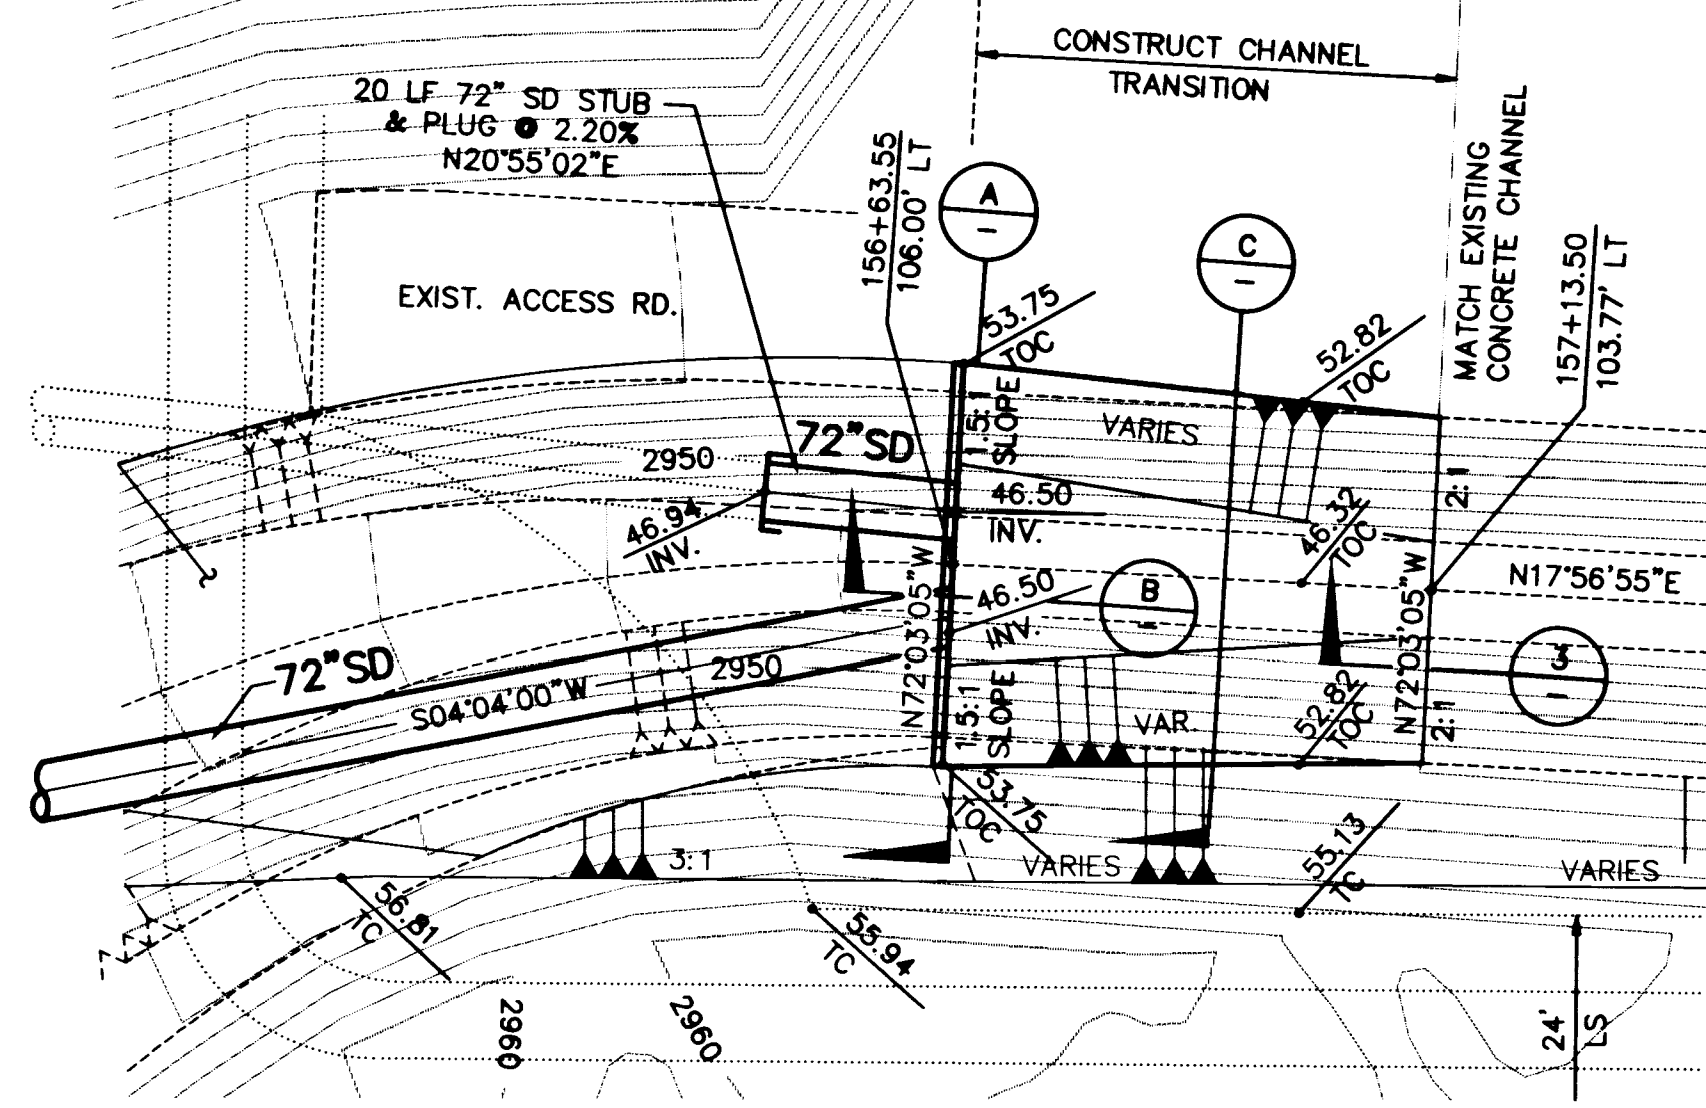 CONSTRUCT CHANNEL
TRANSITION
20 LF 72" SD STUB
& PLUG @ 2.20%
N20°55'02"E
156+63.55
106.00' LT
A
-
C
-
MATCH EXISTING
CONCRETE CHANNEL
157+13.50
103.77' LT
EXIST. ACCESS RD.
53.75
TOC
52.82
TOC
1.5:1
SLOPE
VARIES
72"SD
2950
46.94
INV.
46.50
INV.
46.32
TOC
2:1
N17°56'55"E
N72°03'05"W
46.50
INV.
B
-
N72°03'05"W
3
-
72"SD
S04°04'00"W
2950
1.5:1
SLOPE
VAR.
52.82
TOC
2:1
53.75
TOC
3:1
VARIES
55.13
TC
VARIES
56.81
TC
55.94
TC
2960
2960
24'
LS